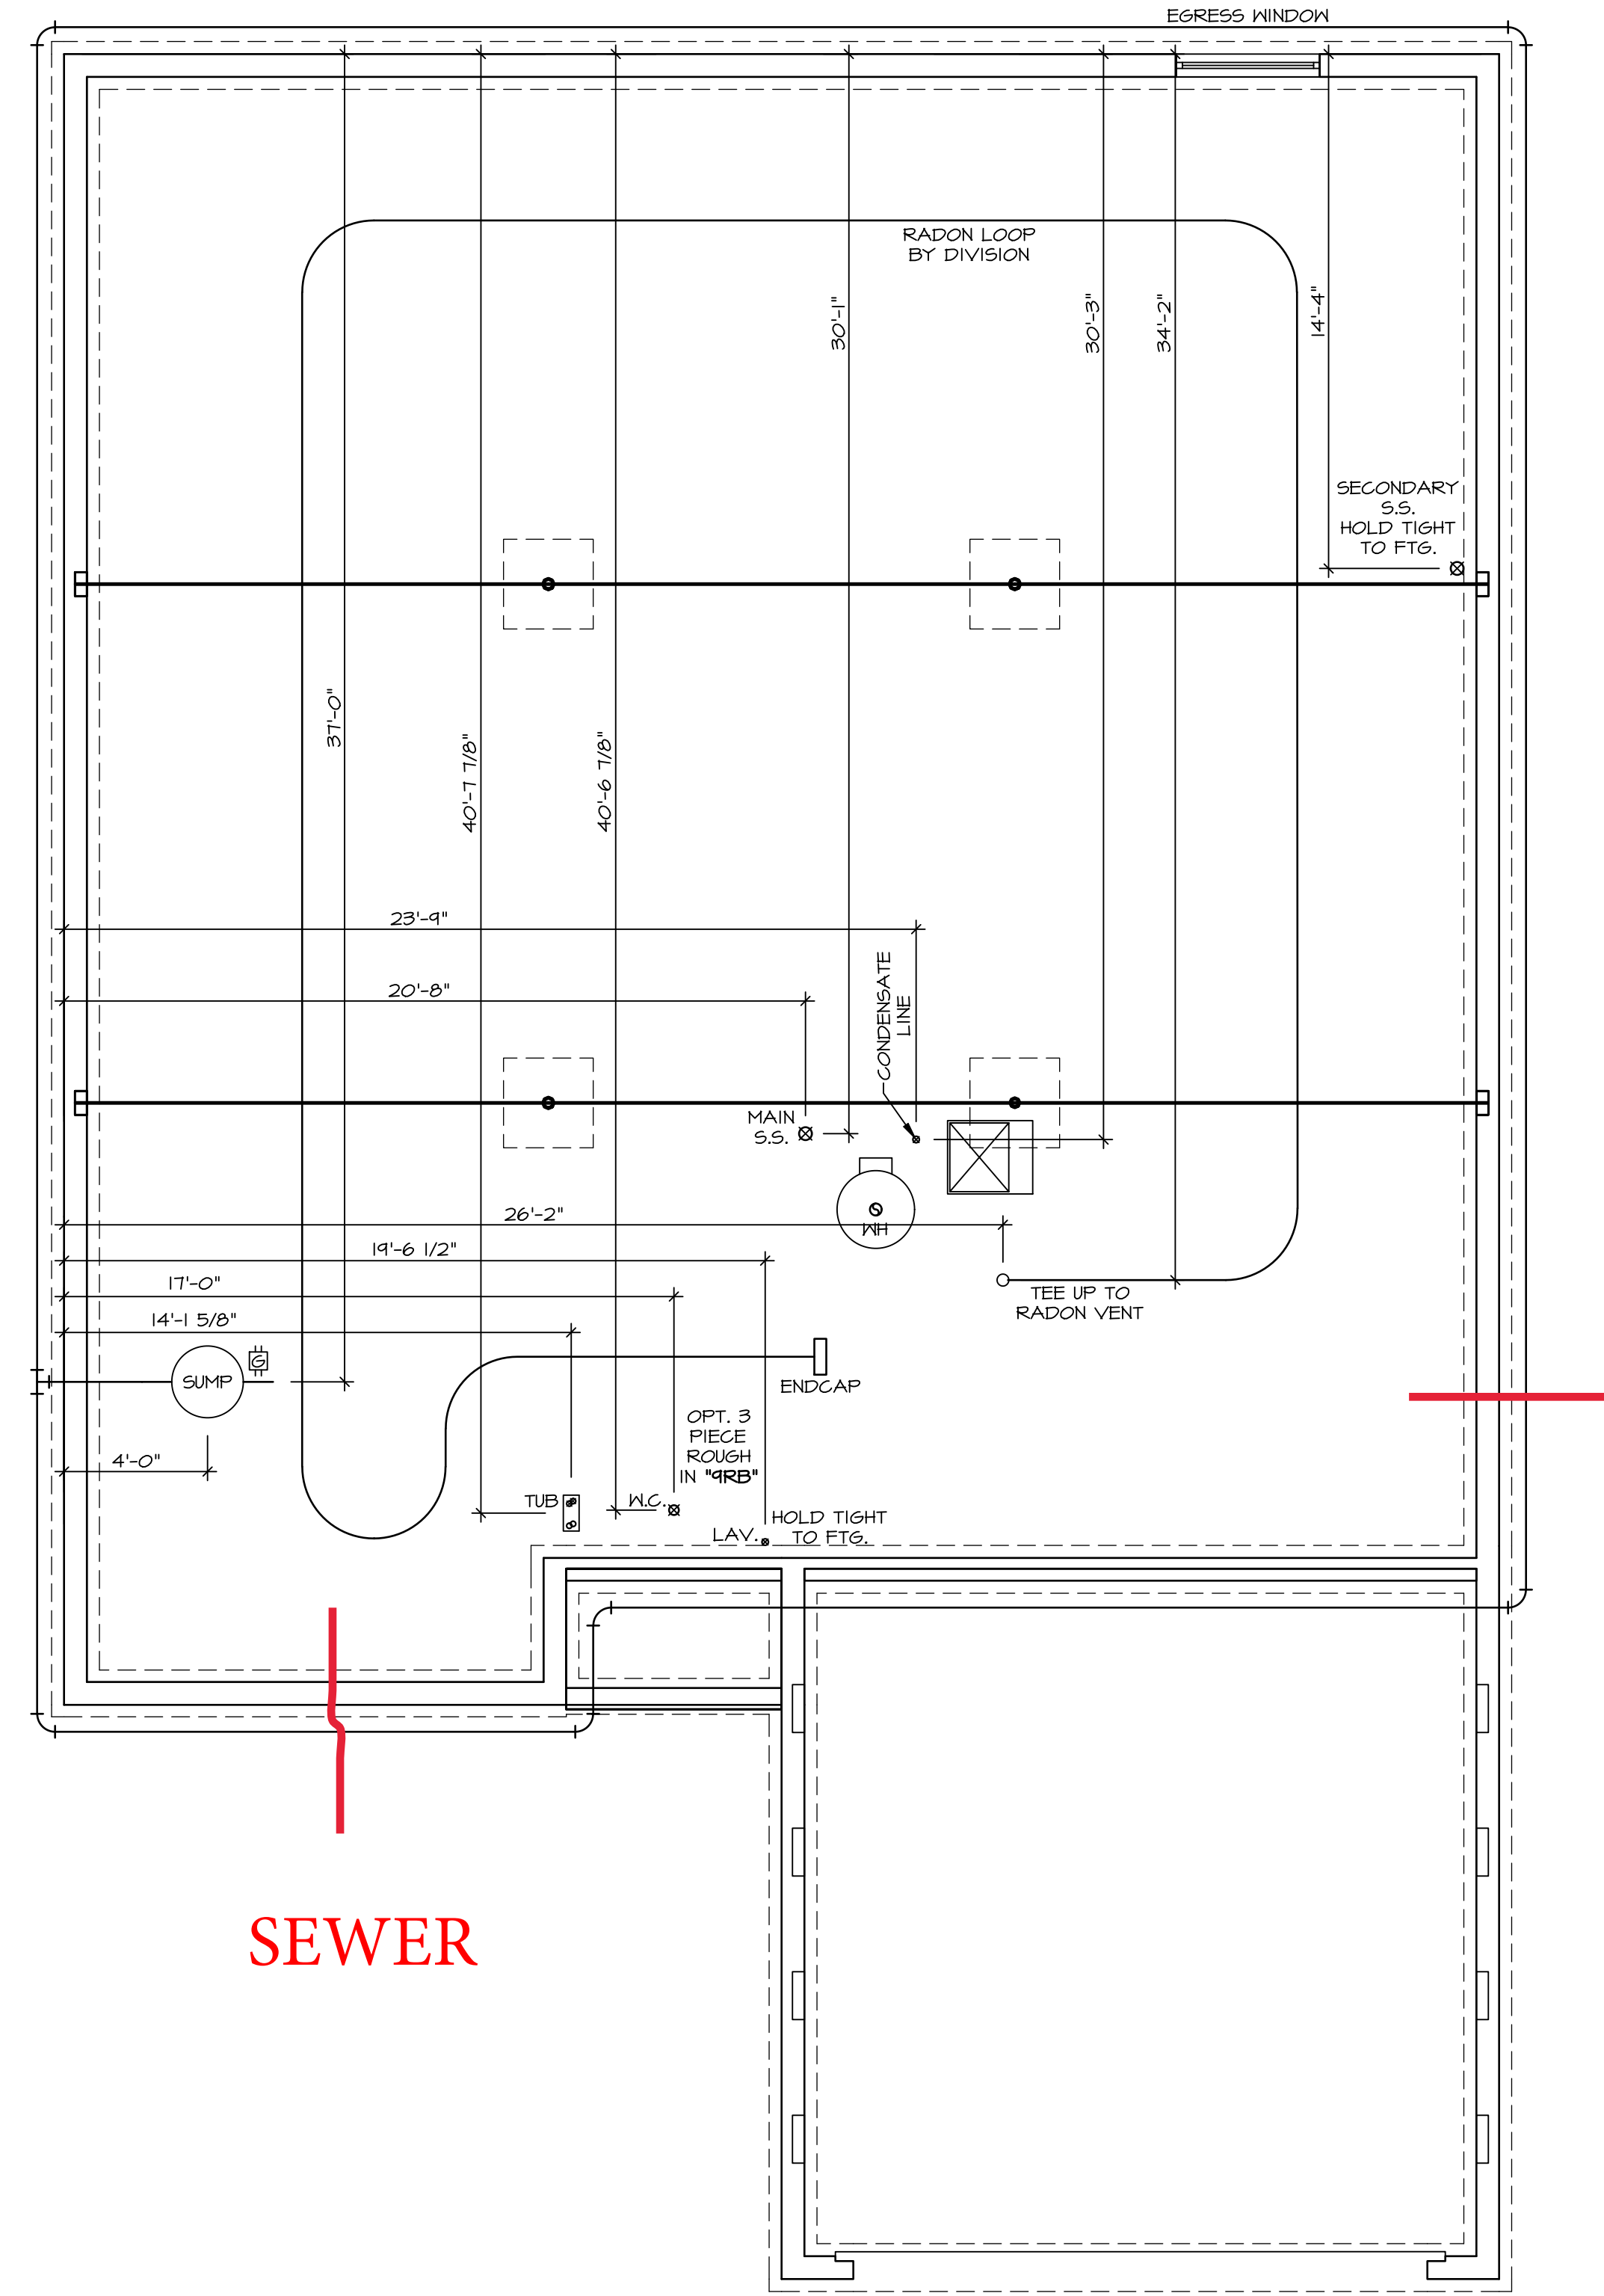 EGRESS WINDOW
RADON LOOP
BY DIVISION
30'-1"
30'-3"
34'-2"
14'-4"
SECONDARY
S.S.
HOLD TIGHT
TO FTG.
37'-0"
40'-7 7/8"
40'-6 7/8"
23'-9"
20'-8"
CONDENSATE
LINE
MAIN
S.S.
WH
26'-2"
19'-6 1/2"
17'-0"
14'-1 5/8"
TEE UP TO
RADON VENT
SUMP
G
ENDCAP
4'-0"
OPT. 3
PIECE
ROUGH
IN "9RB"
TUB
W.C.
LAV.
HOLD TIGHT
TO FTG.
SEWER